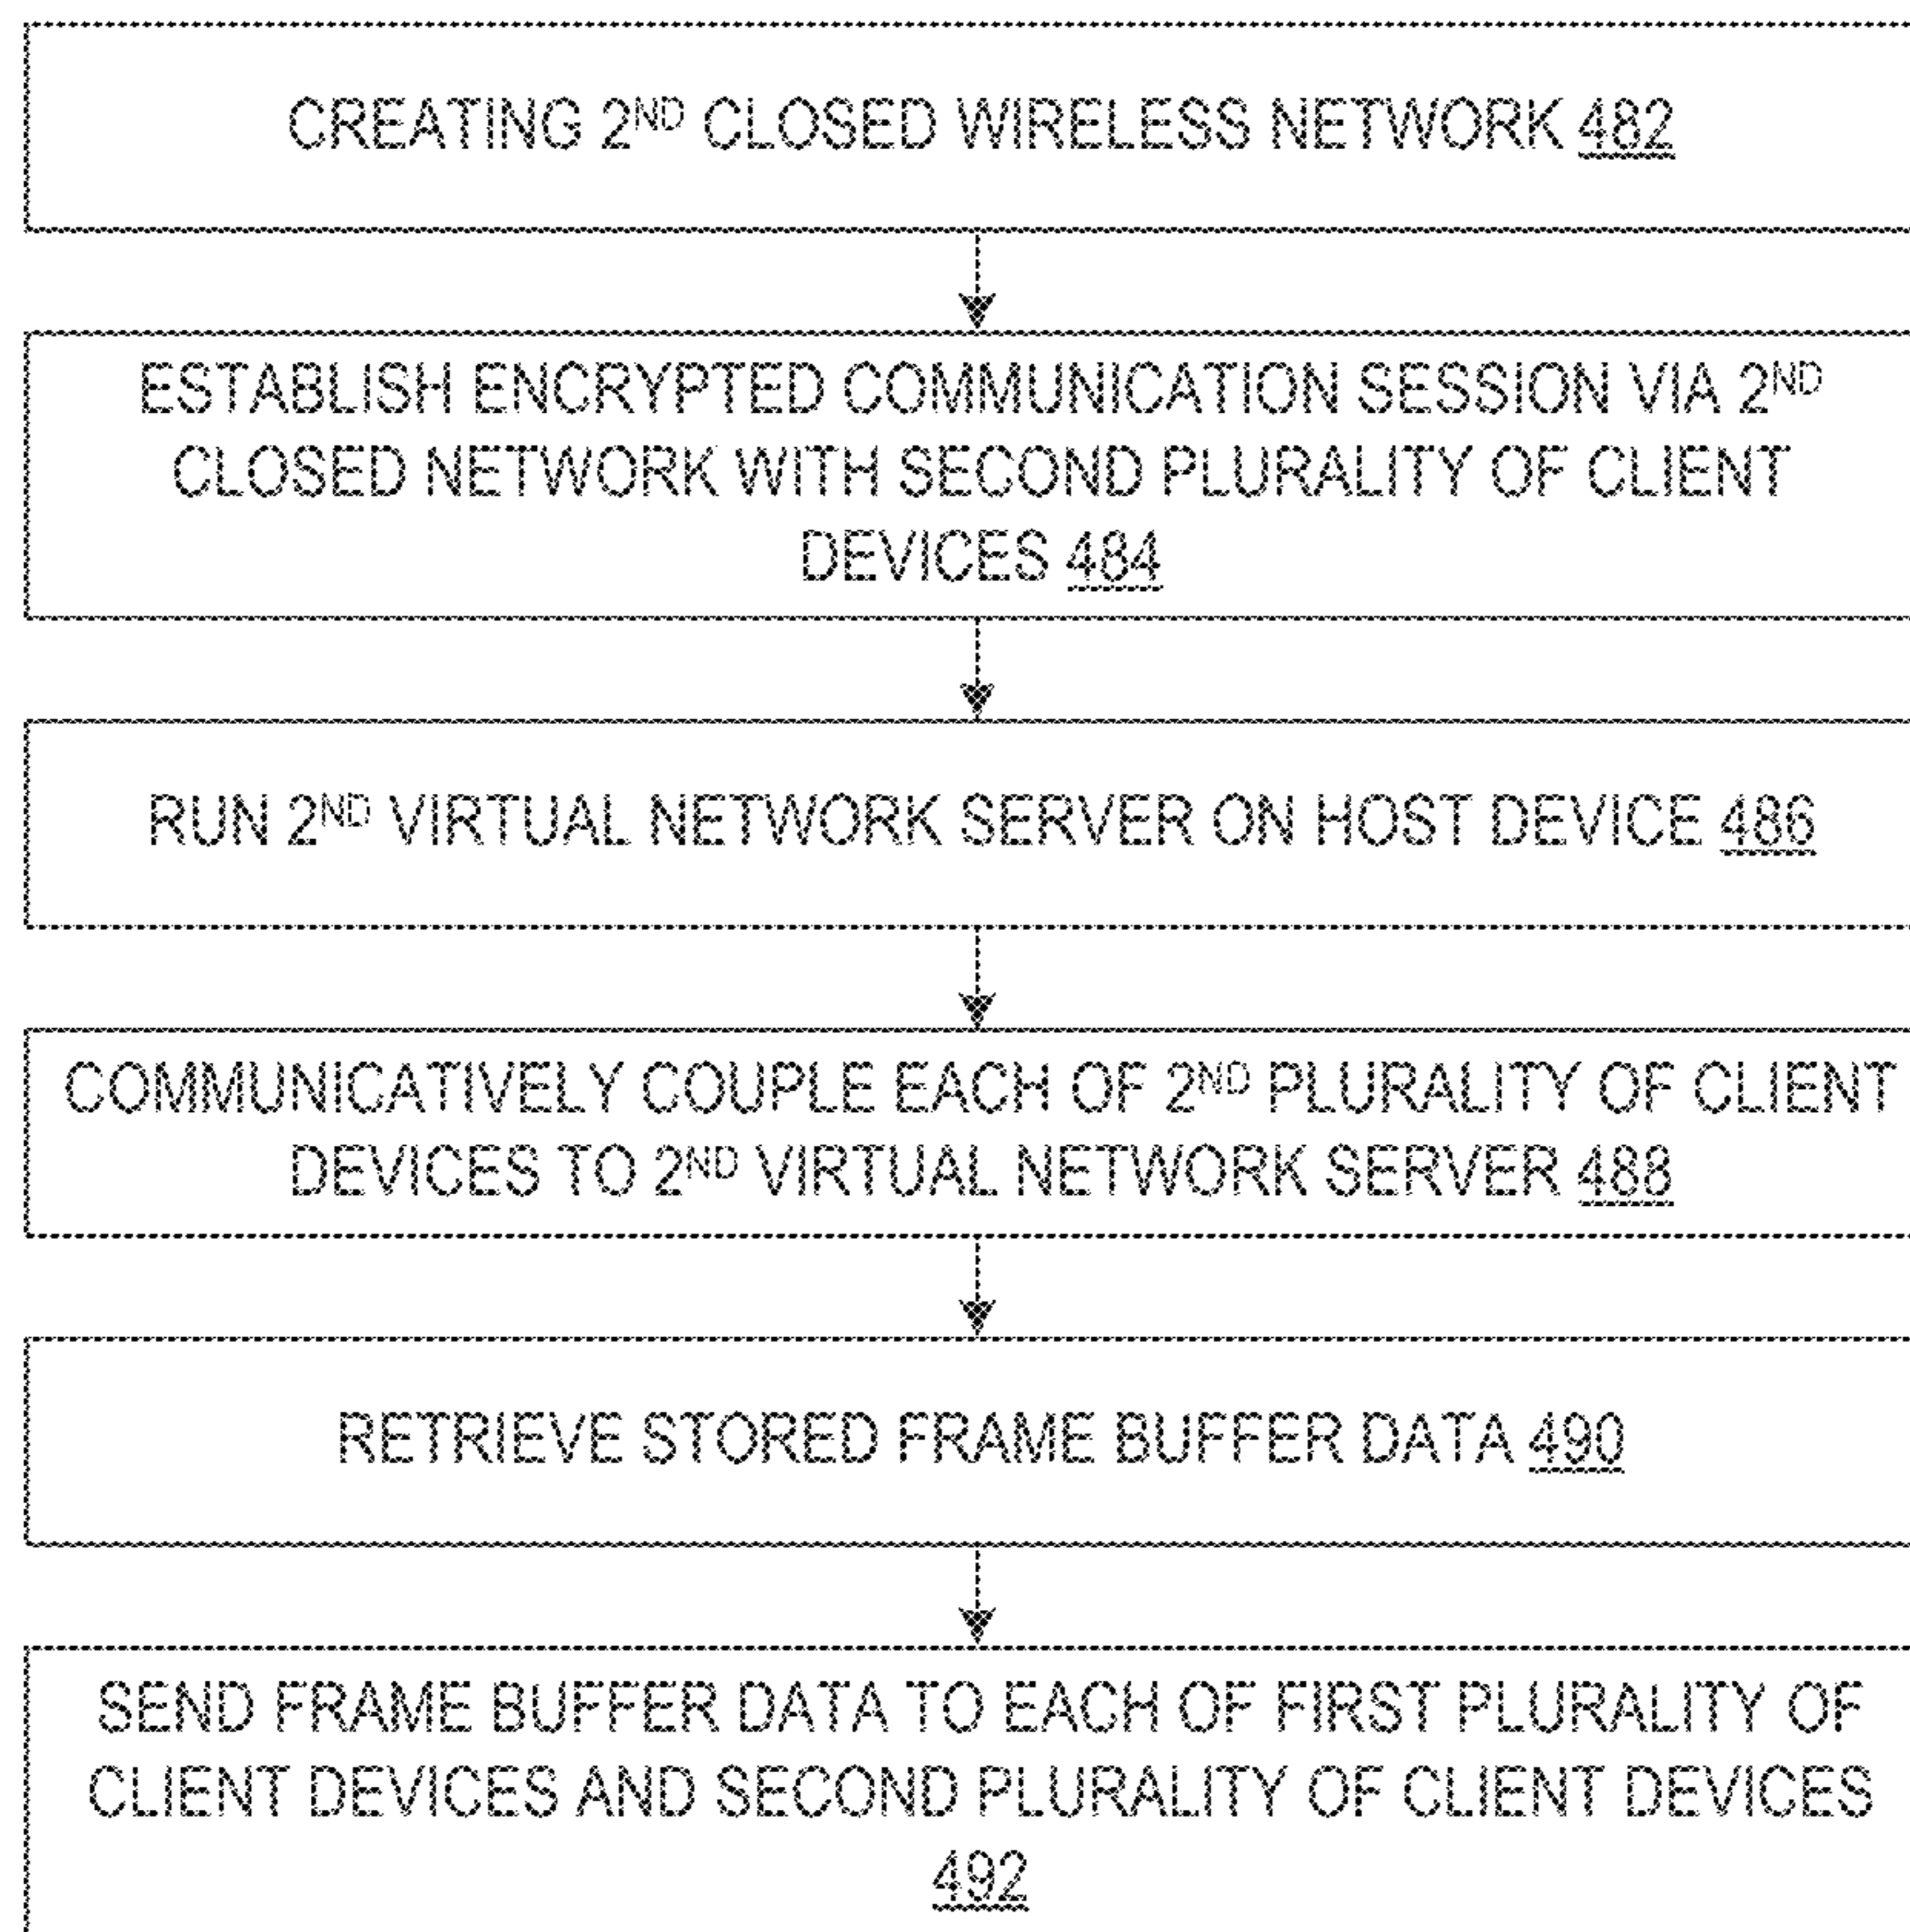 CREATING 2ND CLOSED WIRELESS NETWORK 482
ESTABLISH ENCRYPTED COMMUNICATION SESSION VIA 2ND
CLOSED NETWORK WITH SECOND PLURALITY OF CLIENT
DEVICES 484
RUN 2ND VIRTUAL NETWORK SERVER ON HOST DEVICE 486
COMMUNICATIVELY COUPLE EACH OF 2ND PLURALITY OF CLIENT
DEVICES TO 2ND VIRTUAL NETWORK SERVER 488
RETRIEVE STORED FRAME BUFFER DATA 490
SEND FRAME BUFFER DATA TO EACH OF FIRST PLURALITY OF
CLIENT DEVICES AND SECOND PLURALITY OF CLIENT DEVICES
492